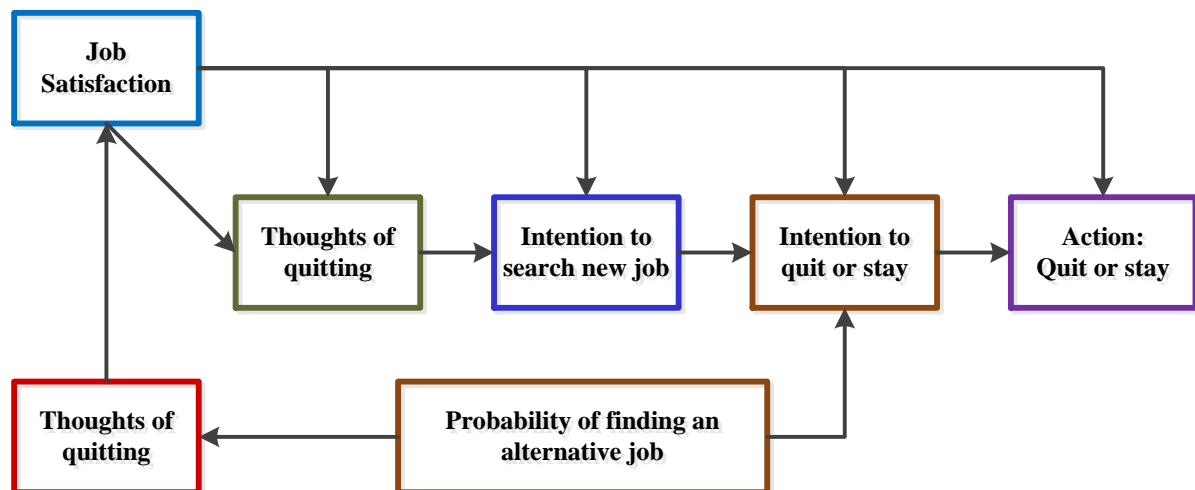 Job
Satisfaction
Thoughts of
quitting
Intention to
search new job
Intention to
quit or stay
Action:
Quit or stay
Thoughts of
quitting
Probability of finding an
alternative job